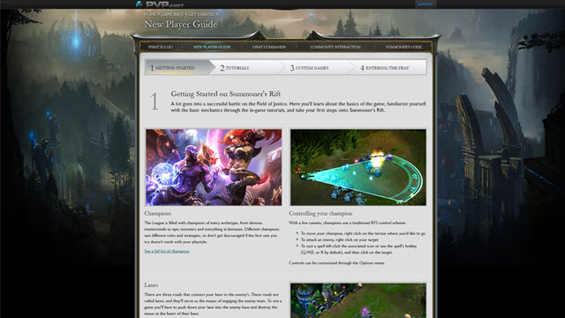 PVP.net
HOME > GAME INFO > GET STARTED >
New Player Guide
WHAT IS LOL?
NEW PLAYER GUIDE
CHAT COMMANDS
COMMUNITY INTERACTION
SUMMONER'S CODE
1 GETTING STARTED
2 TUTORIALS
3 CUSTOM GAMES
4 ENTERING THE FRAY
1
Getting Started on Summoner's Rift
A lot goes into a successful battle on the Field of Justice. Here you'll learn about the basics of the game, familiarize yourself
with the basic mechanics through the in-game tutorials, and take your first steps onto Summoner's Rift.
Champions
The League is filled with champions of every archetype, from devious
masterminds to epic monsters and everything in between. Different champions
suit different roles and strategies, so don't get discouraged if the first one you
try doesn't mesh with your playstyle.
See a full list of champions
Controlling your champion
With a few caveats, champions use a traditional RTS control scheme.
To move your champion, right click on the terrain where you'd like to go
To attack an enemy, right click on your target
To cast a spell left click the associated icon or use the spell's hotkey
(Q, W, E, or R by default), and then click on the target.
Controls can be customized through the Options menu.
Lanes
There are three roads that connect your base to the enemy's. These roads are
called lanes, and they serve as the means of engaging the enemy team. To win a
game you'll have to push down your lane into the enemy base and destroy the
nexus at the heart of their base.